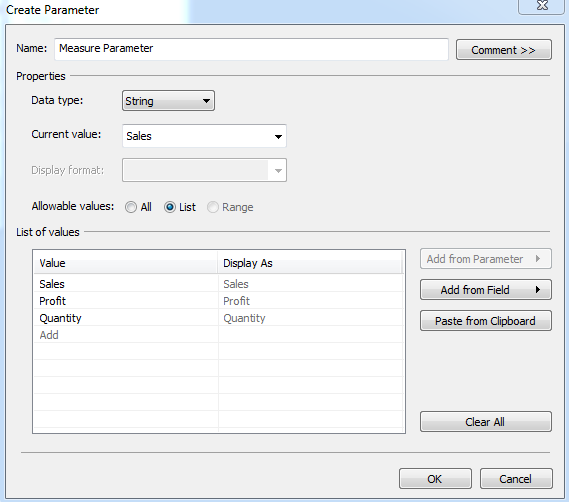 Create Parameter
Name: Measure Parameter Comment >>
Properties
Data type: String
Current value: Sales
Display format:
Allowable values: All List Range
List of values
Value Display As Add from Parameter
Sales Sales
Profit Profit Add from Field
Quantity Quantity Paste from Clipboard
Add
Clear All
OK Cancel